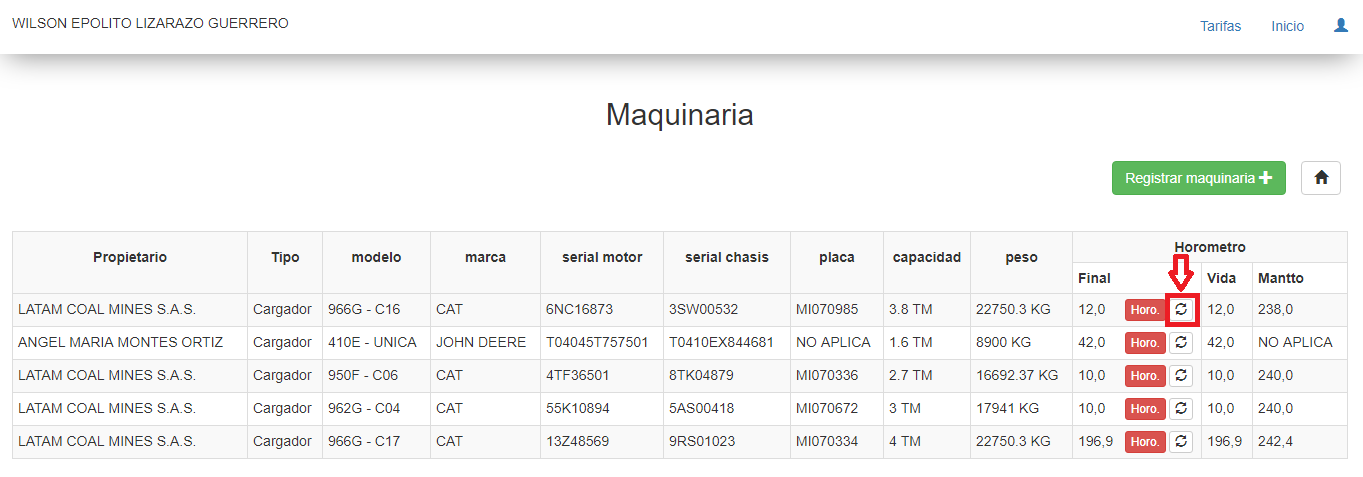 WILSON EPOLITO LIZARAZO GUERRERO
Tarifas Inicio
Maquinaria
Registrar maquinaria
Propietario Tipo modelo marca serial motor serial chasis placa capacidad peso Horometro
Final Vida Mantto
LATAM COAL MINES S.A.S. Cargador 966G - C16 CAT 6NC16873 3SW00532 MI070985 3.8 TM 22750.3 KG 12,0 Horo. 12,0 238,0
ANGEL MARIA MONTES ORTIZ Cargador 410E - UNICA JOHN DEERE T04045T757501 T0410EX844681 NO APLICA 1.6 TM 8900 KG 42,0 Horo. 42,0 NO APLICA
LATAM COAL MINES S.A.S. Cargador 950F - C06 CAT 4TF36501 8TK04879 MI070336 2.7 TM 16692.37 KG 10,0 Horo. 10,0 240,0
LATAM COAL MINES S.A.S. Cargador 962G - C04 CAT 55K10894 5AS00418 MI070672 3 TM 17941 KG 10,0 Horo. 10,0 240,0
LATAM COAL MINES S.A.S. Cargador 966G - C17 CAT 13Z48569 9RS01023 MI070334 4 TM 22750.3 KG 196,9 Horo. 196,9 242,4